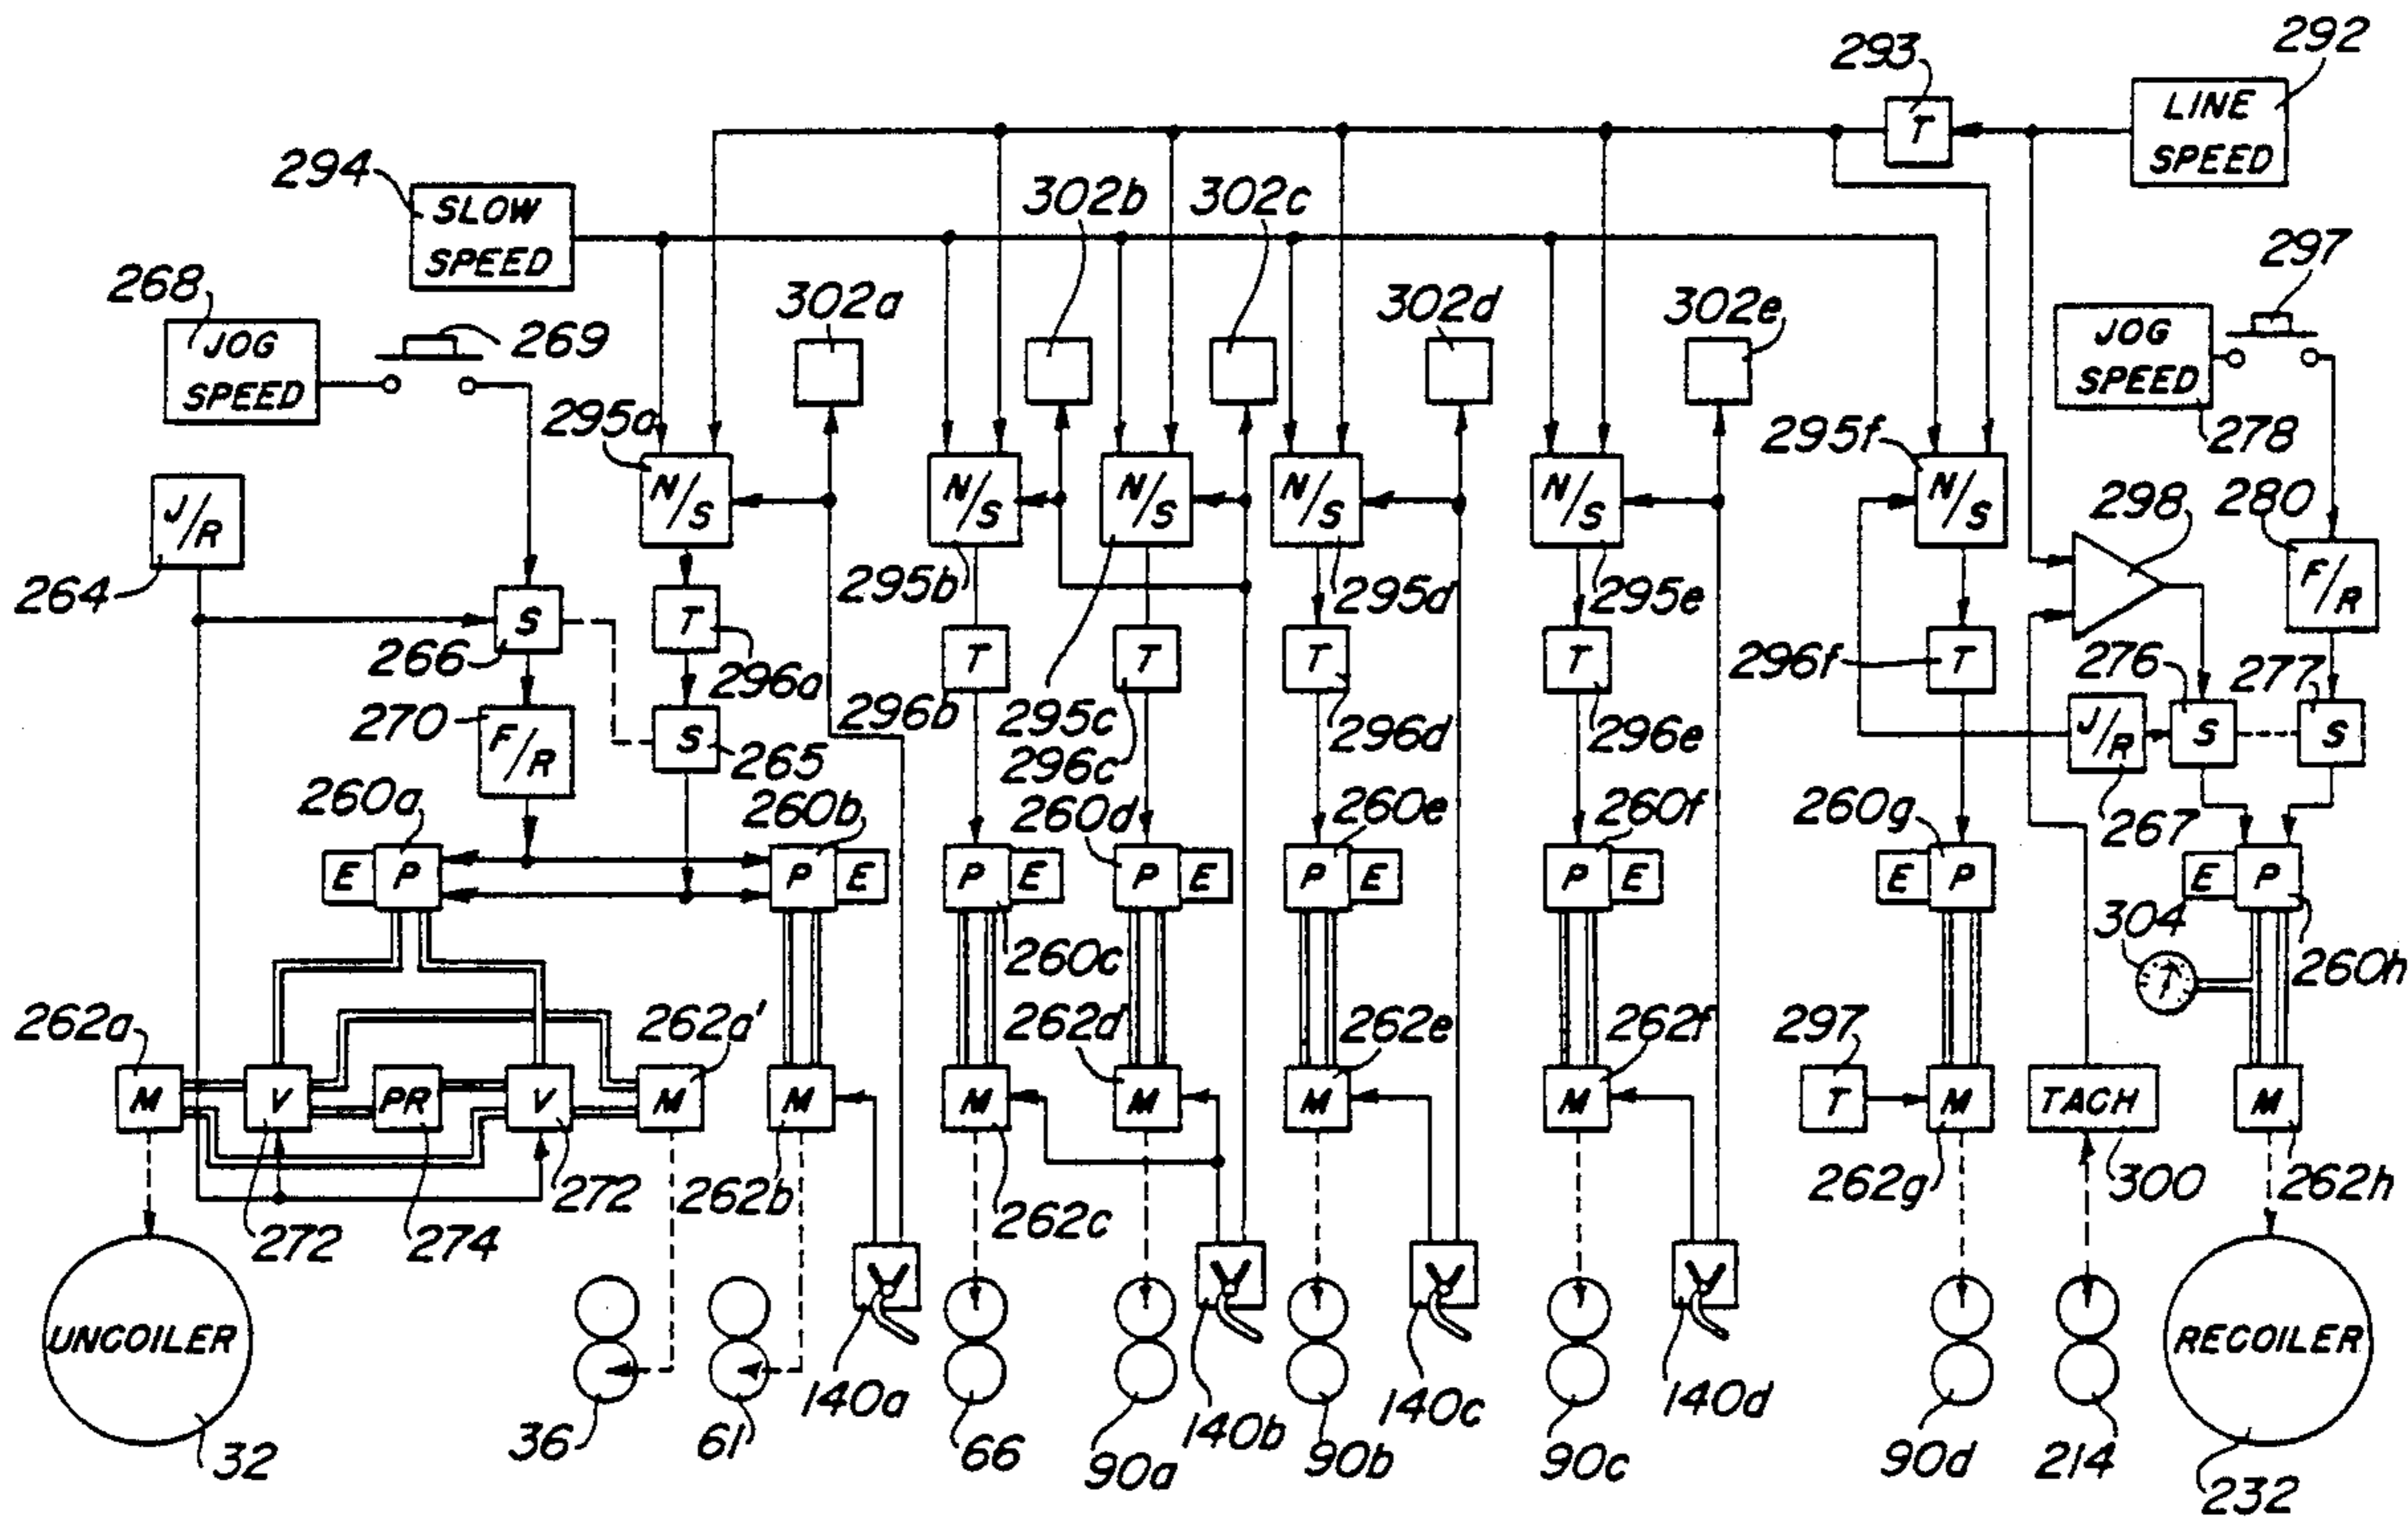 292
293
LINE
SPEED
T
294
SLOW
SPEED
302b
302c
297
268
JOG
SPEED
269
302a
302d
302e
JOG
SPEED
278
295a
295f
J/R
264
N/S
N/S
N/S
N/S
N/S
N/S
298
280
F/R
295b
295d
295e
S
266
T
296a
T
T
T
T
T
296f
276
277
270
F/R
S
265
296b
295c
296c
296d
296e
J/R
S
S
267
260a
260b
260d
260e
260f
260g
E
P
P
E
P
E
P
E
P
E
P
E
E
P
E
P
304
260c
260h
262a
262a'
262d
262e
262f
297
M
V
PR
V
M
M
M
M
M
M
T
M
TACH
M
272
274
272
262b
262c
262g
300
262h
UNCOILER
RECOILER
32
36
61
140a
66
90a
140b
90b
140c
90c
140d
90d
214
232